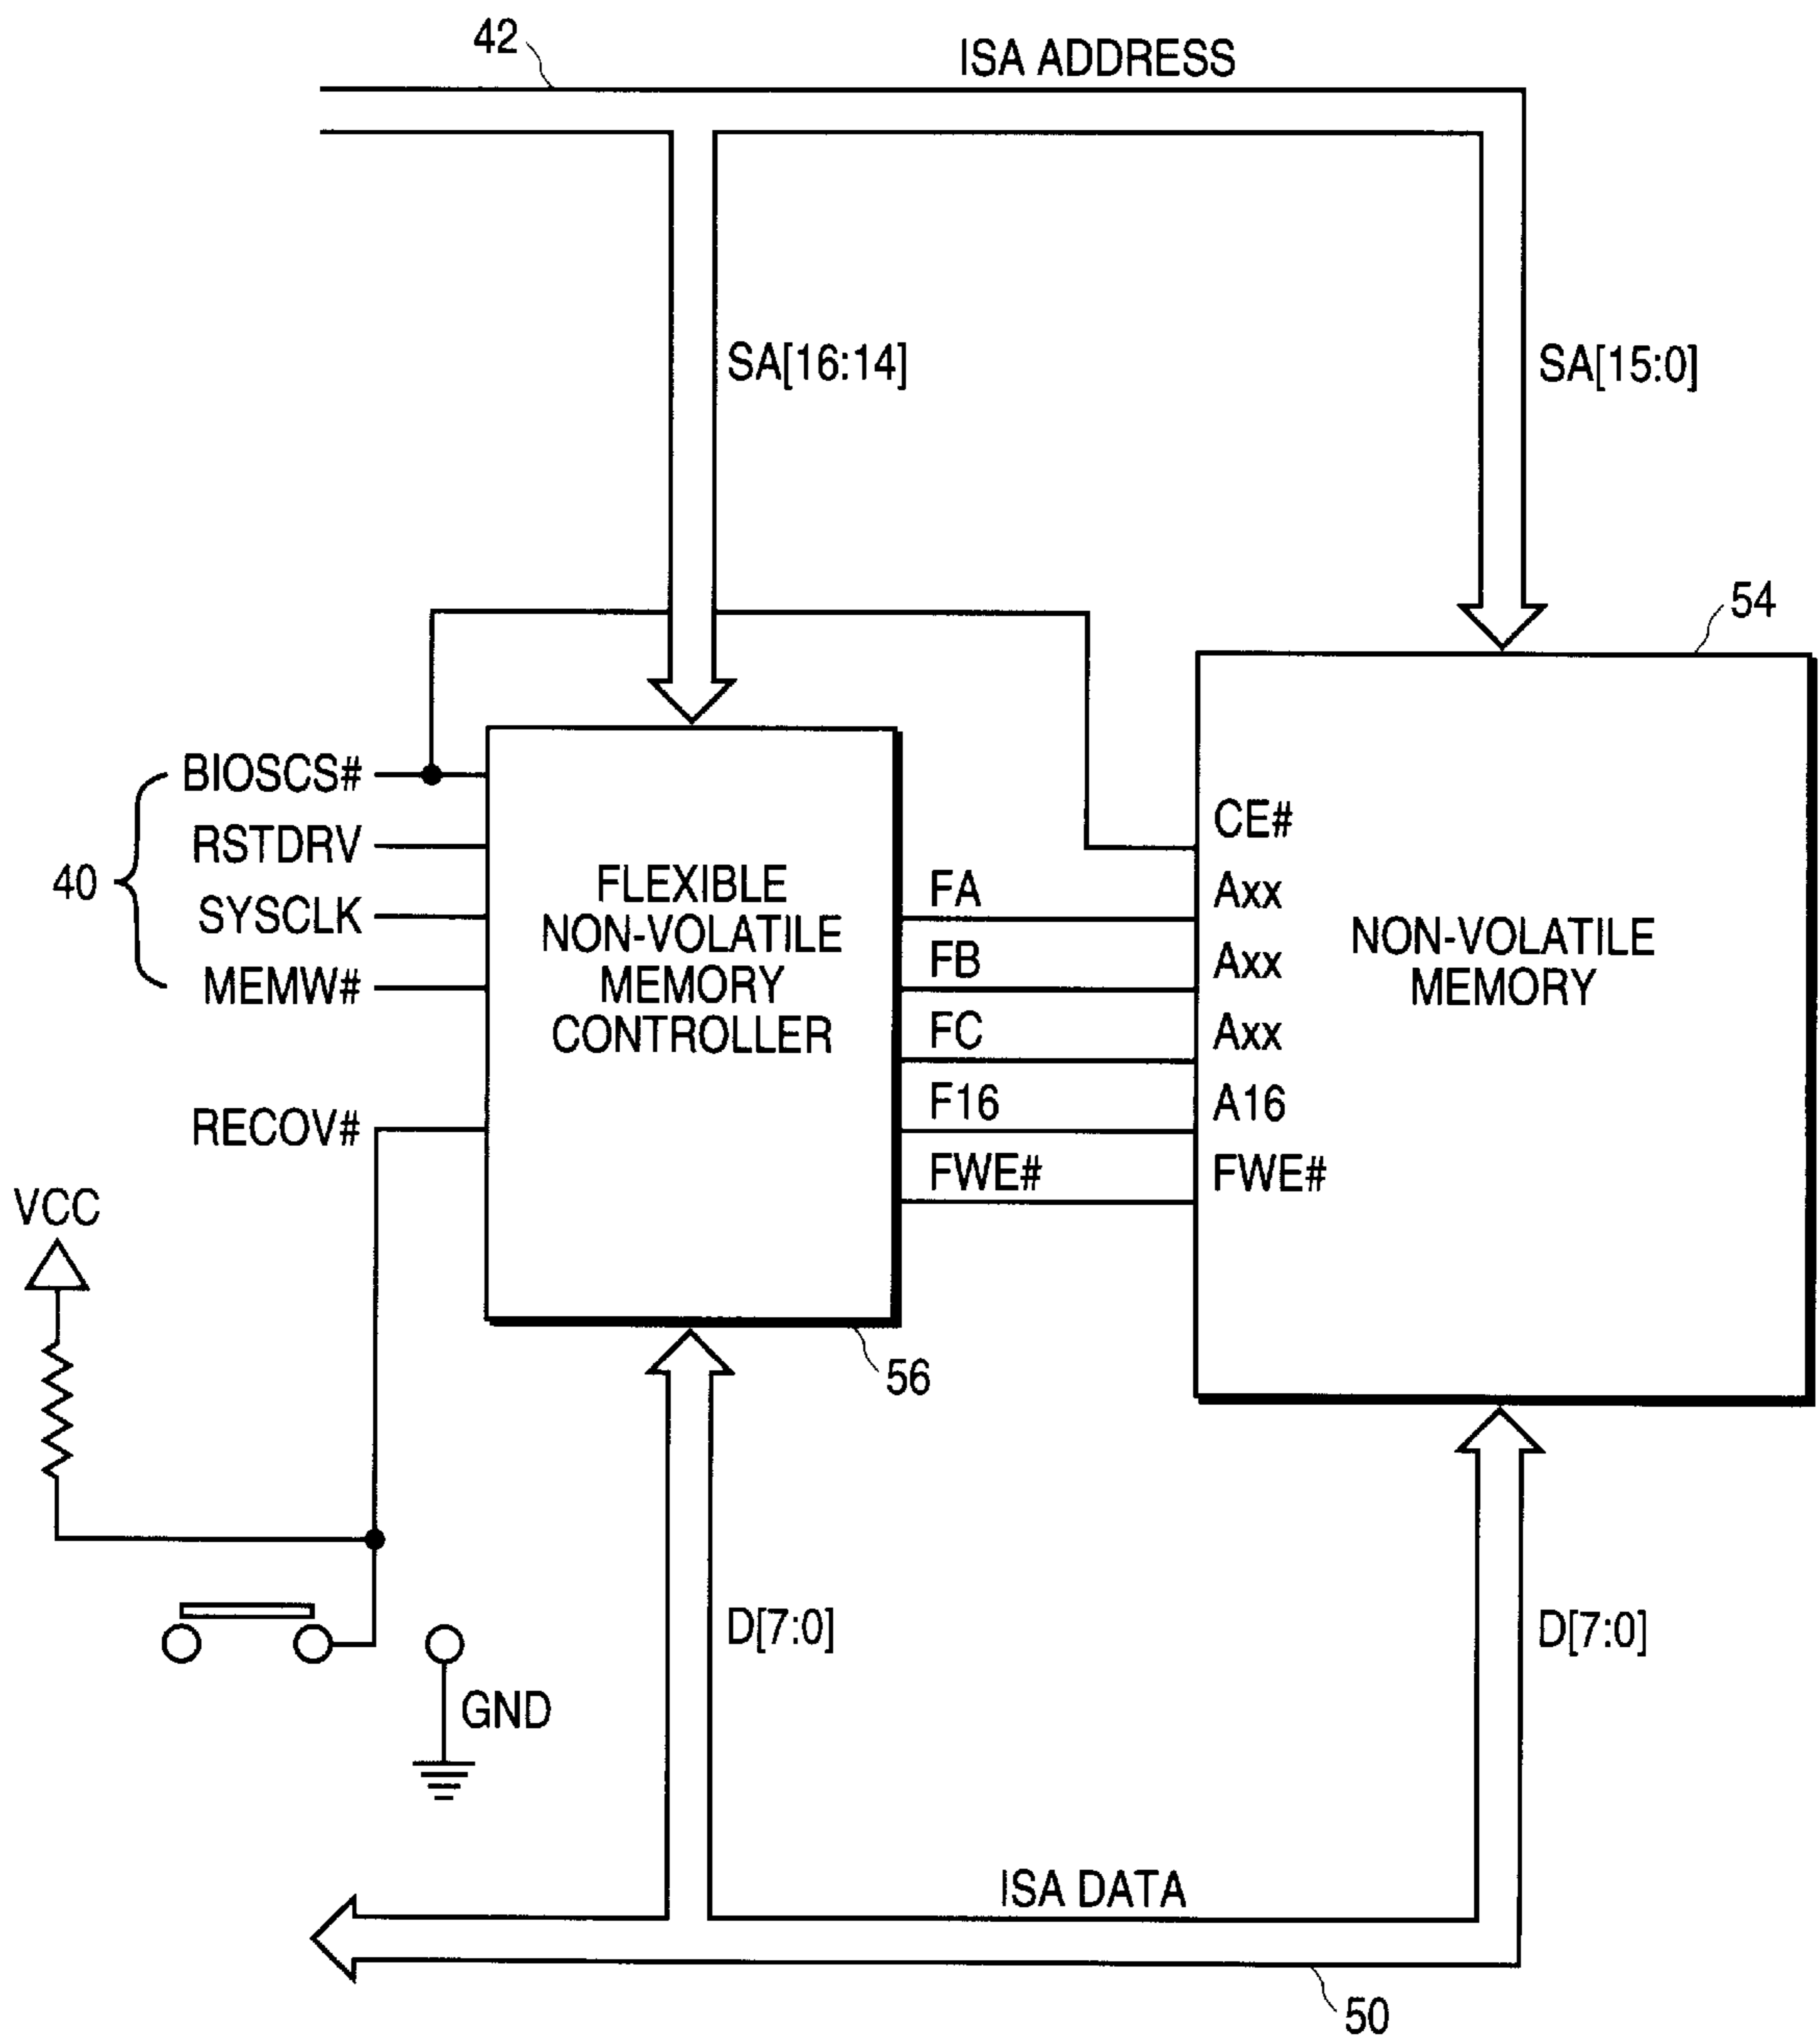 42
ISA ADDRESS
SA[16:14]
SA[15:0]
54
BIOSCS#
RSTDRV
SYSCLK
MEMW#
40
RECOV#
VCC
GND
FLEXIBLE
NON-VOLATILE
MEMORY
CONTROLLER
56
FA
FB
FC
F16
FWE#
CE#
Axx
Axx
Axx
A16
FWE#
NON-VOLATILE
MEMORY
D[7:0]
D[7:0]
ISA DATA
50